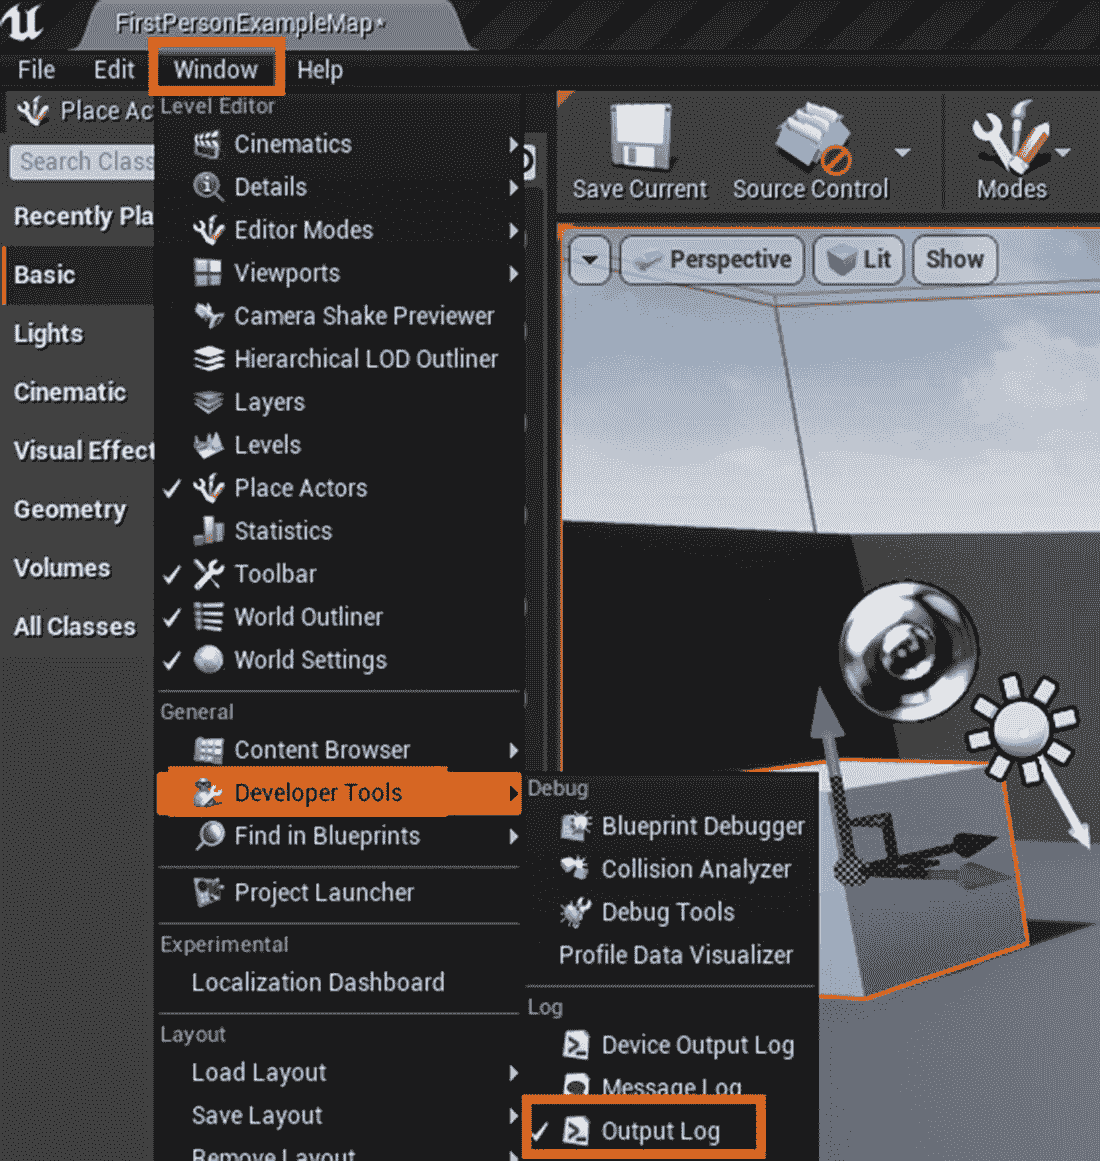 FirstPersonExampleMap*
File Edit Window Help
Place Ac
Search Class
Recently Pla
Basic
Lights
Cinematic
Visual Effect
Geometry
Volumes
All Classes
Level Editor
Cinematics
Details
Editor Modes
Viewports
Camera Shake Previewer
Hierarchical LOD Outliner
Layers
Levels
Place Actors
Statistics
Toolbar
World Outliner
World Settings
General
Content Browser
Developer Tools
Find in Blueprints
Project Launcher
Experimental
Localization Dashboard
Layout
Load Layout
Save Layout
Remove Layout
Debug
Blueprint Debugger
Collision Analyzer
Debug Tools
Profile Data Visualizer
Log
Device Output Log
Message Log
Output Log
Save Current Source Control Modes
Perspective Lit Show